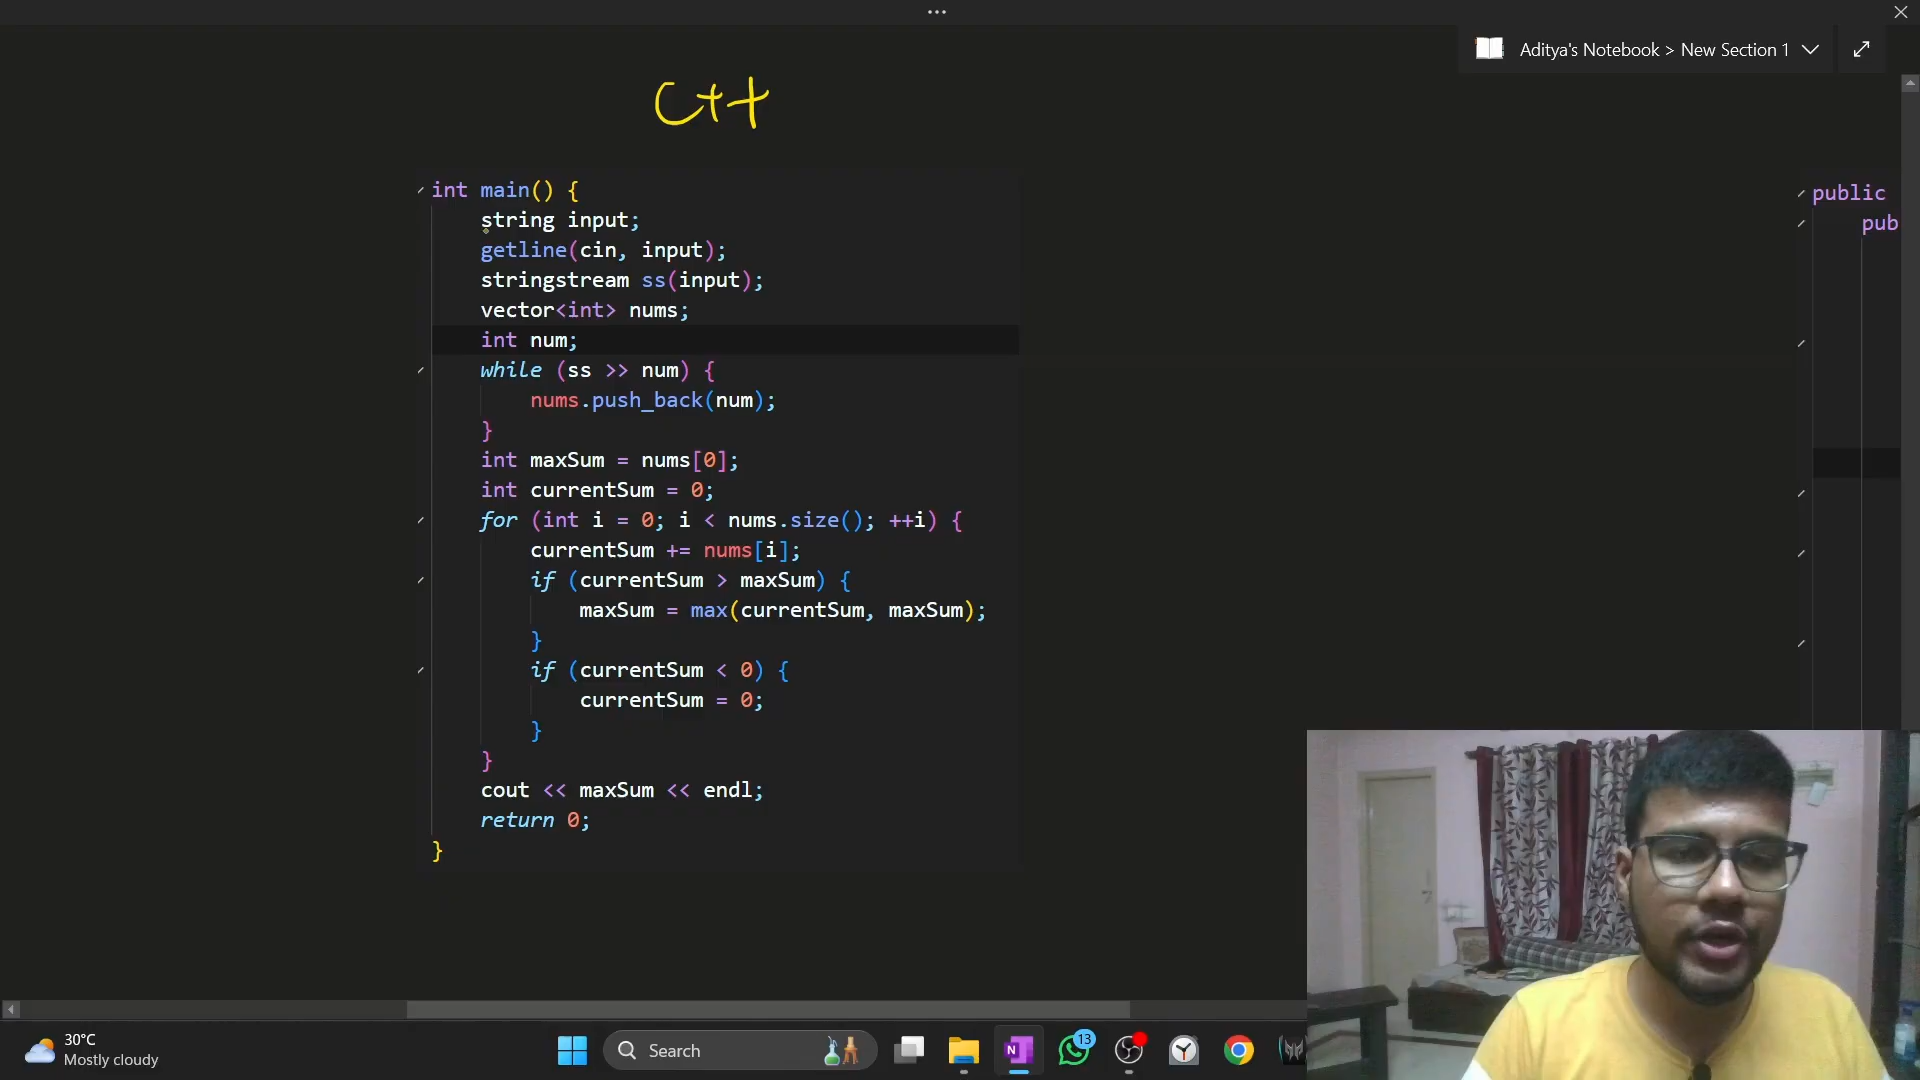 ...
Aditya's Notebook > New Section 1
C++
int main() {
string input;
getline(cin, input);
stringstream ss(input);
vector<int> nums;
int num;
while (ss >> num) {
nums.push_back(num);
}
int maxSum = nums[0];
int currentSum = 0;
for (int i = 0; i < nums.size(); ++i) {
currentSum += nums[i];
if (currentSum > maxSum) {
maxSum = max(currentSum, maxSum);
}
if (currentSum < 0) {
currentSum = 0;
}
}
cout << maxSum << endl;
return 0;
}
public
pub
30°C
Mostly cloudy
Search
N
13